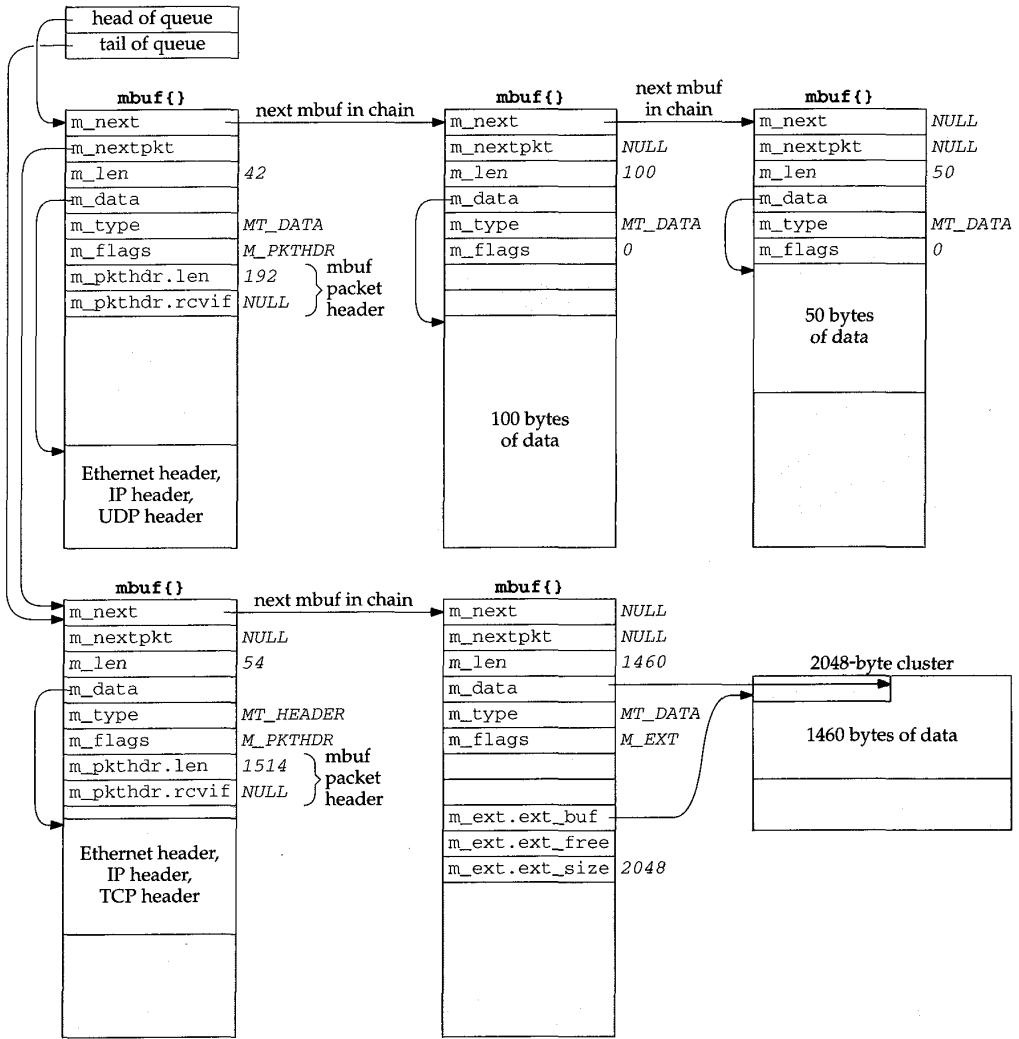 head of queue
tail of queue
mbuf{}
next mbuf in chain
mbuf{}
next mbuf
in chain
mbuf{}
m_next
m_nextpkt
m_len 42
m_data
m_type MT_DATA
m_flags M_PKTHDR
m_pkthdr.len 192
m_pkthdr.rcvif NULL
mbuf
packet
header
Ethernet header,
IP header,
UDP header
m_next
m_nextpkt NULL
m_len 100
m_data
m_type MT_DATA
m_flags 0
100 bytes
of data
m_next NULL
m_nextpkt NULL
m_len 50
m_data
m_type MT_DATA
m_flags 0
50 bytes
of data
mbuf{}
next mbuf in chain
mbuf{}
m_next
m_nextpkt NULL
m_len 54
m_data
m_type MT_HEADER
m_flags M_PKTHDR
m_pkthdr.len 1514
m_pkthdr.rcvif NULL
mbuf
packet
header
Ethernet header,
IP header,
TCP header
m_next NULL
m_nextpkt NULL
m_len 1460
m_data
m_type MT_DATA
m_flags M_EXT
m_ext.ext_buf
m_ext.ext_free
m_ext.ext_size 2048
2048-byte cluster
1460 bytes of data